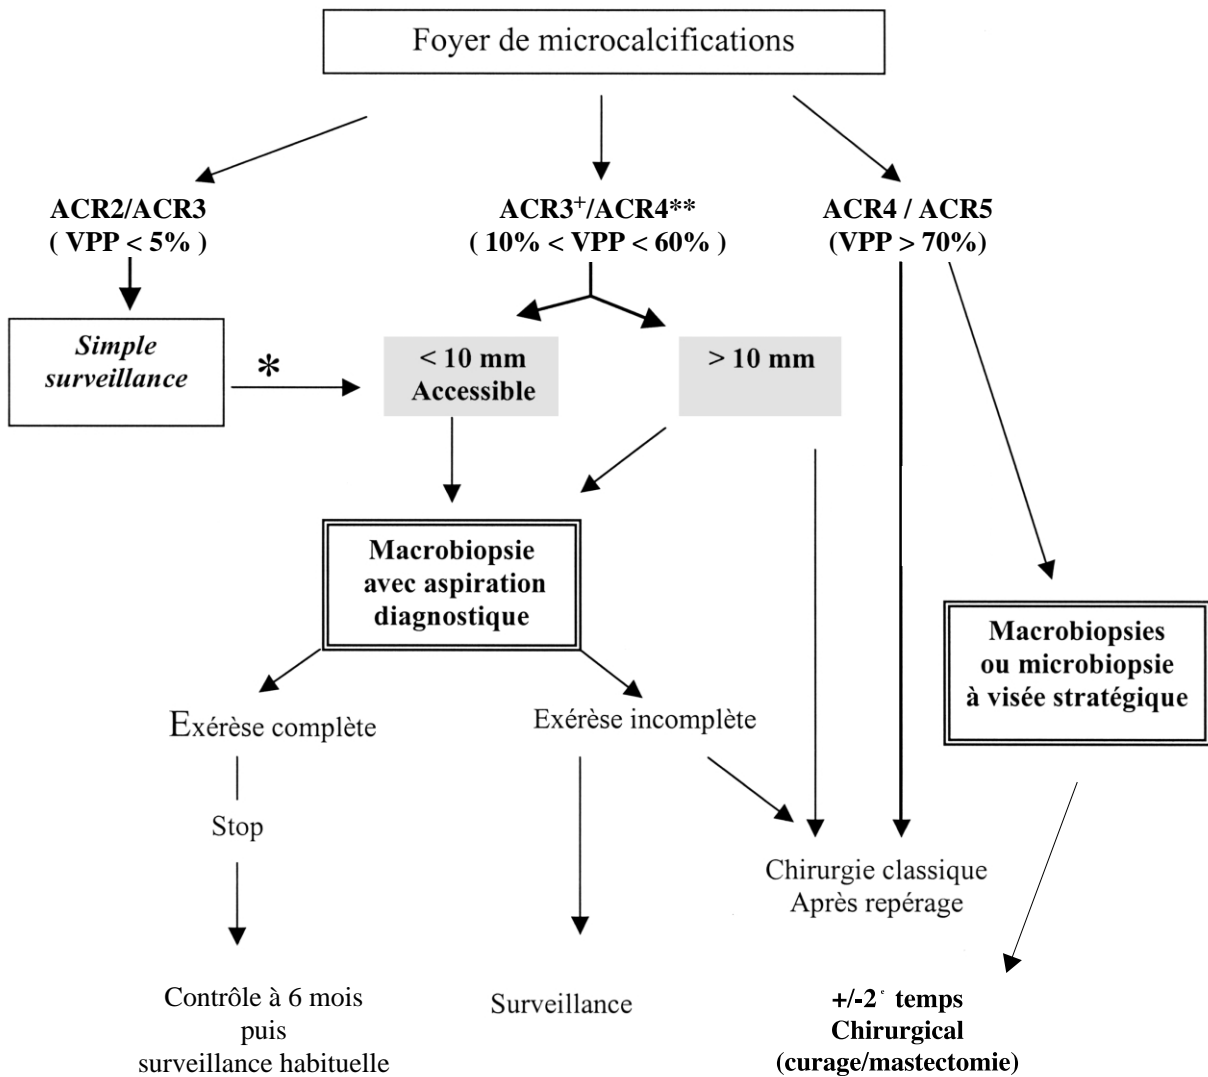 Foyer de microcalcifications
ACR2/ACR3
( VPP < 5% )
ACR3+/ACR4**
( 10% < VPP < 60% )
ACR4 / ACR5
(VPP > 70%)
Simple
surveillance
*
< 10 mm
Accessible
> 10 mm
Macrobiopsie
avec aspiration
diagnostique
Macrobiopsies
ou microbiopsie
à visée stratégique
Exérèse complète
Exérèse incomplète
Stop
Chirurgie classique
Après repérage
Contrôle à 6 mois
puis
surveillance habituelle
Surveillance
+/-2e temps
Chirurgical
(curage/mastectomie)